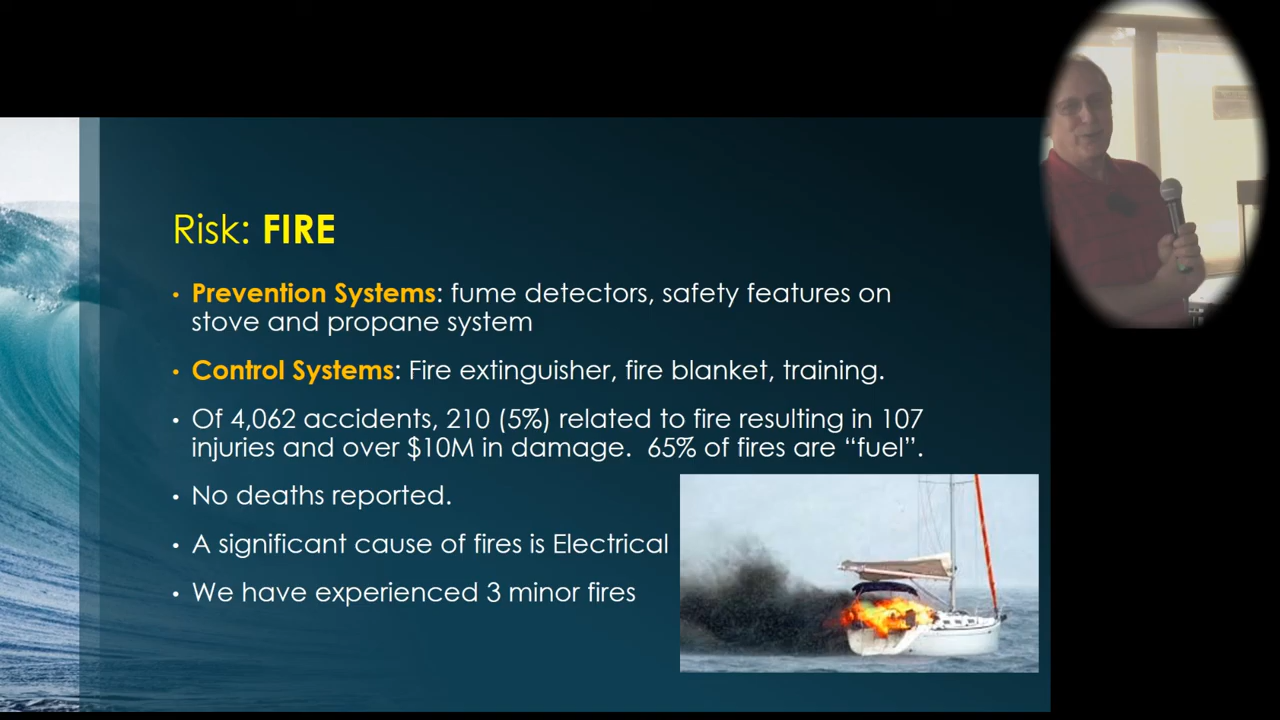 Risk: FIRE
• Prevention Systems: fume detectors, safety features on
stove and propane system
• Control Systems: Fire extinguisher, fire blanket, training.
• Of 4,062 accidents, 210 (5%) related to fire resulting in 107
injuries and over $10M in damage.  65% of fires are “fuel”.
• No deaths reported.
• A significant cause of fires is Electrical
• We have experienced 3 minor fires